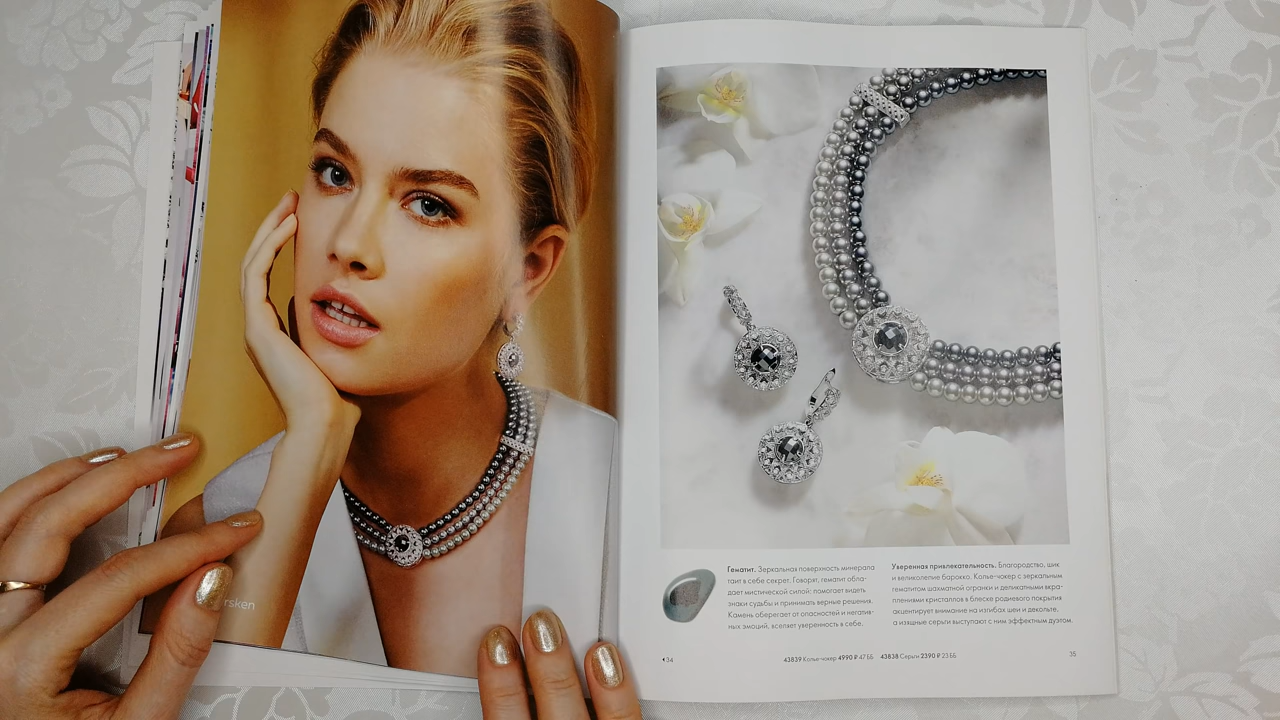 rsken
Гематит. Зеркальная поверхность минерала
таит в себе секрет. Говорят, гематит обла-
дает мистической силой: помогает видеть
знаки судьбы и принимать верные решения.
Камень оберегает от опасностей и негатив-
ных эмоций, вселяет уверенность в себе.
Уверенная привлекательность. Благородство, шик
и великолепие барокко. Колье-чокер с зеркальным
гематитом шахматной огранки и деликатными вкра-
плениями кристаллов в блеске родиевого покрытия
акцентирует внимание на изгибах шеи и декольте,
а изящные серьги выступают с ним эффектным дуэтом.
34
43839 Колье-чокер 4990 ₽ 47 ББ 43838 Серьги 2390 ₽ 23 ББ
35